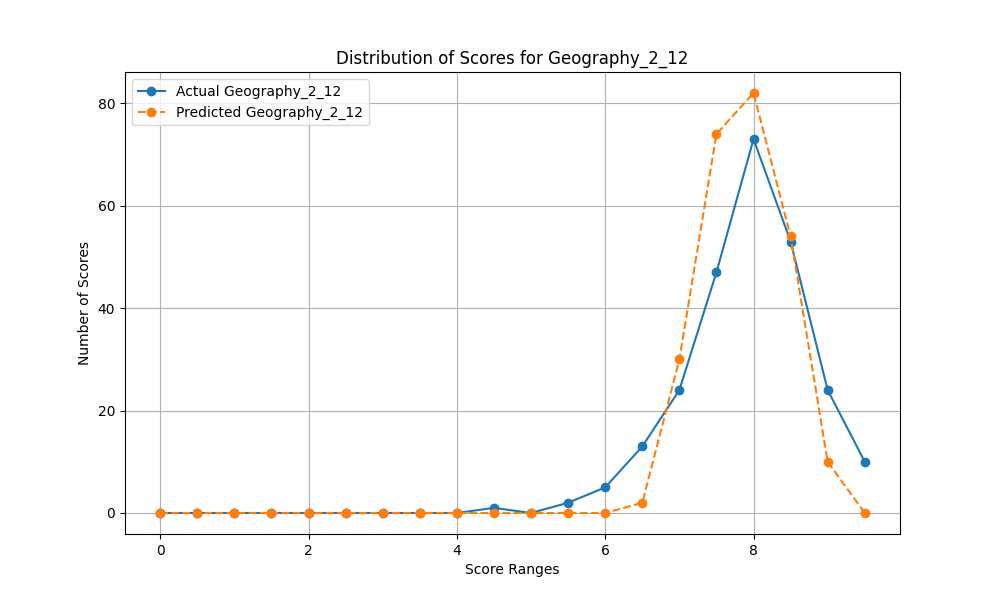 Distribution of Scores for Geography_2_12
Actual Geography_2_12
Predicted Geography_2_12
Number of Scores
80
60
40
20
0
0 2 4 6 8
Score Ranges